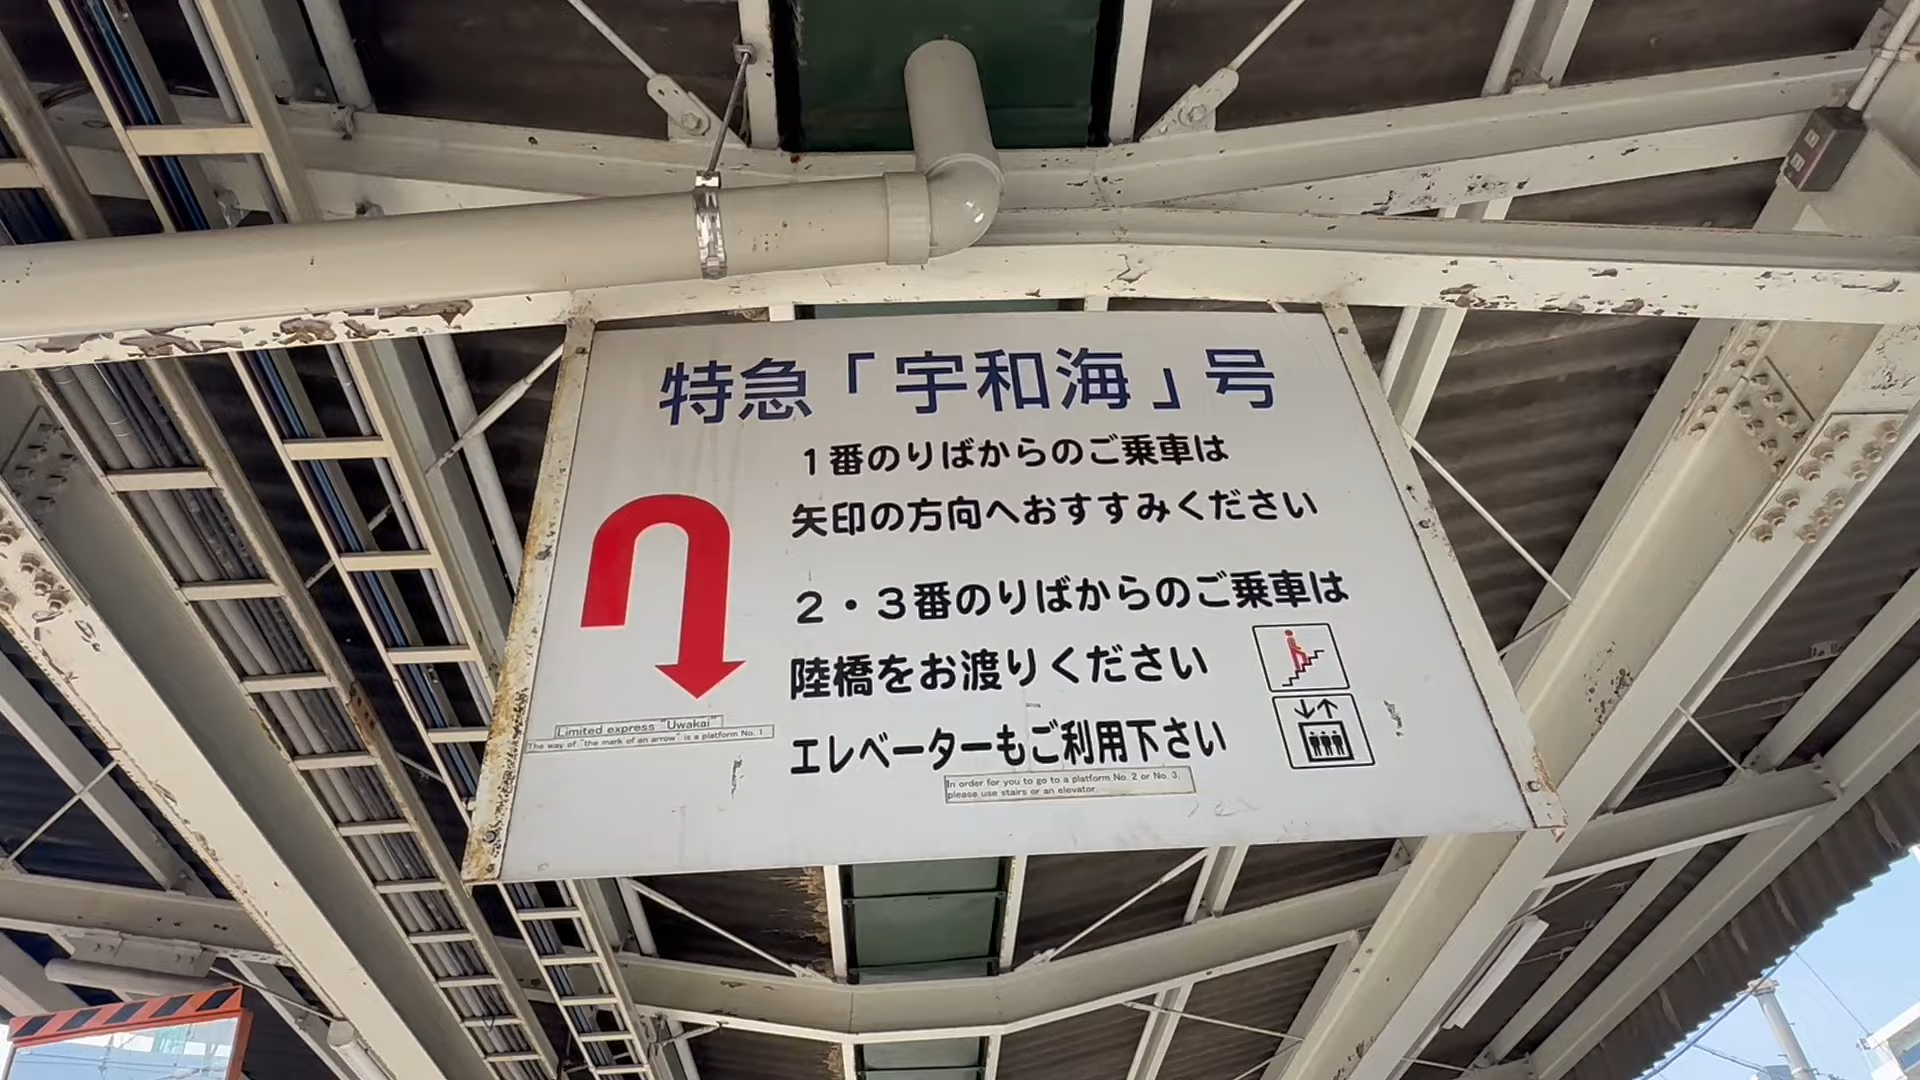 特急「宇和海」号
1番のりばからのご乗車は
矢印の方向へおすすみください
2・3番のりばからのご乗車は
陸橋をお渡りください
エレベーターもご利用下さい
Limited express "Uwakai"
The way of "the mark of an arrow" is a platform No. 1.
In order for you to go to a platform No. 2 or No. 3,
please use stairs or an elevator.